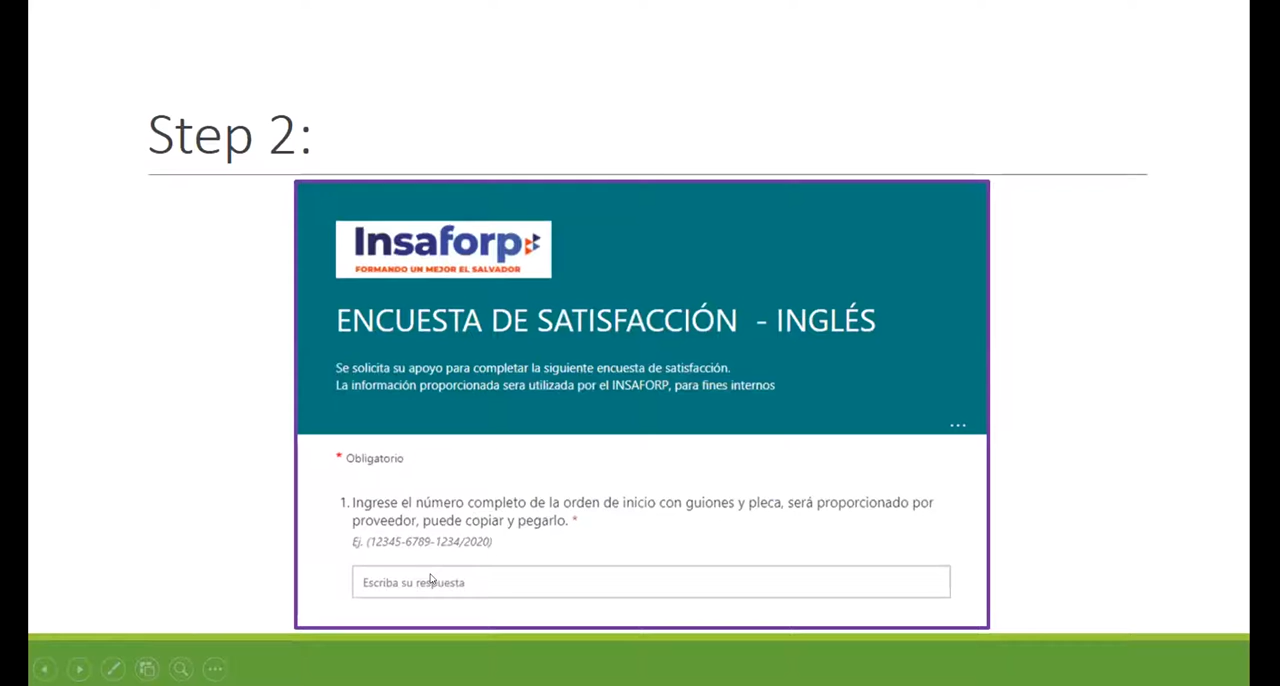 Step 2:
Insaforp
FORMANDO UN MEJOR EL SALVADOR
ENCUESTA DE SATISFACCIÓN - INGLÉS
Se solicita su apoyo para completar la siguiente encuesta de satisfacción.
La información proporcionada sera utilizada por el INSAFORP, para fines internos
...
* Obligatorio
1. Ingrese el número completo de la orden de inicio con guiones y pleca, será proporcionado por
proveedor, puede copiar y pegarlo. *
Ej. (12345-6789-1234/2020)
Escriba su respuesta